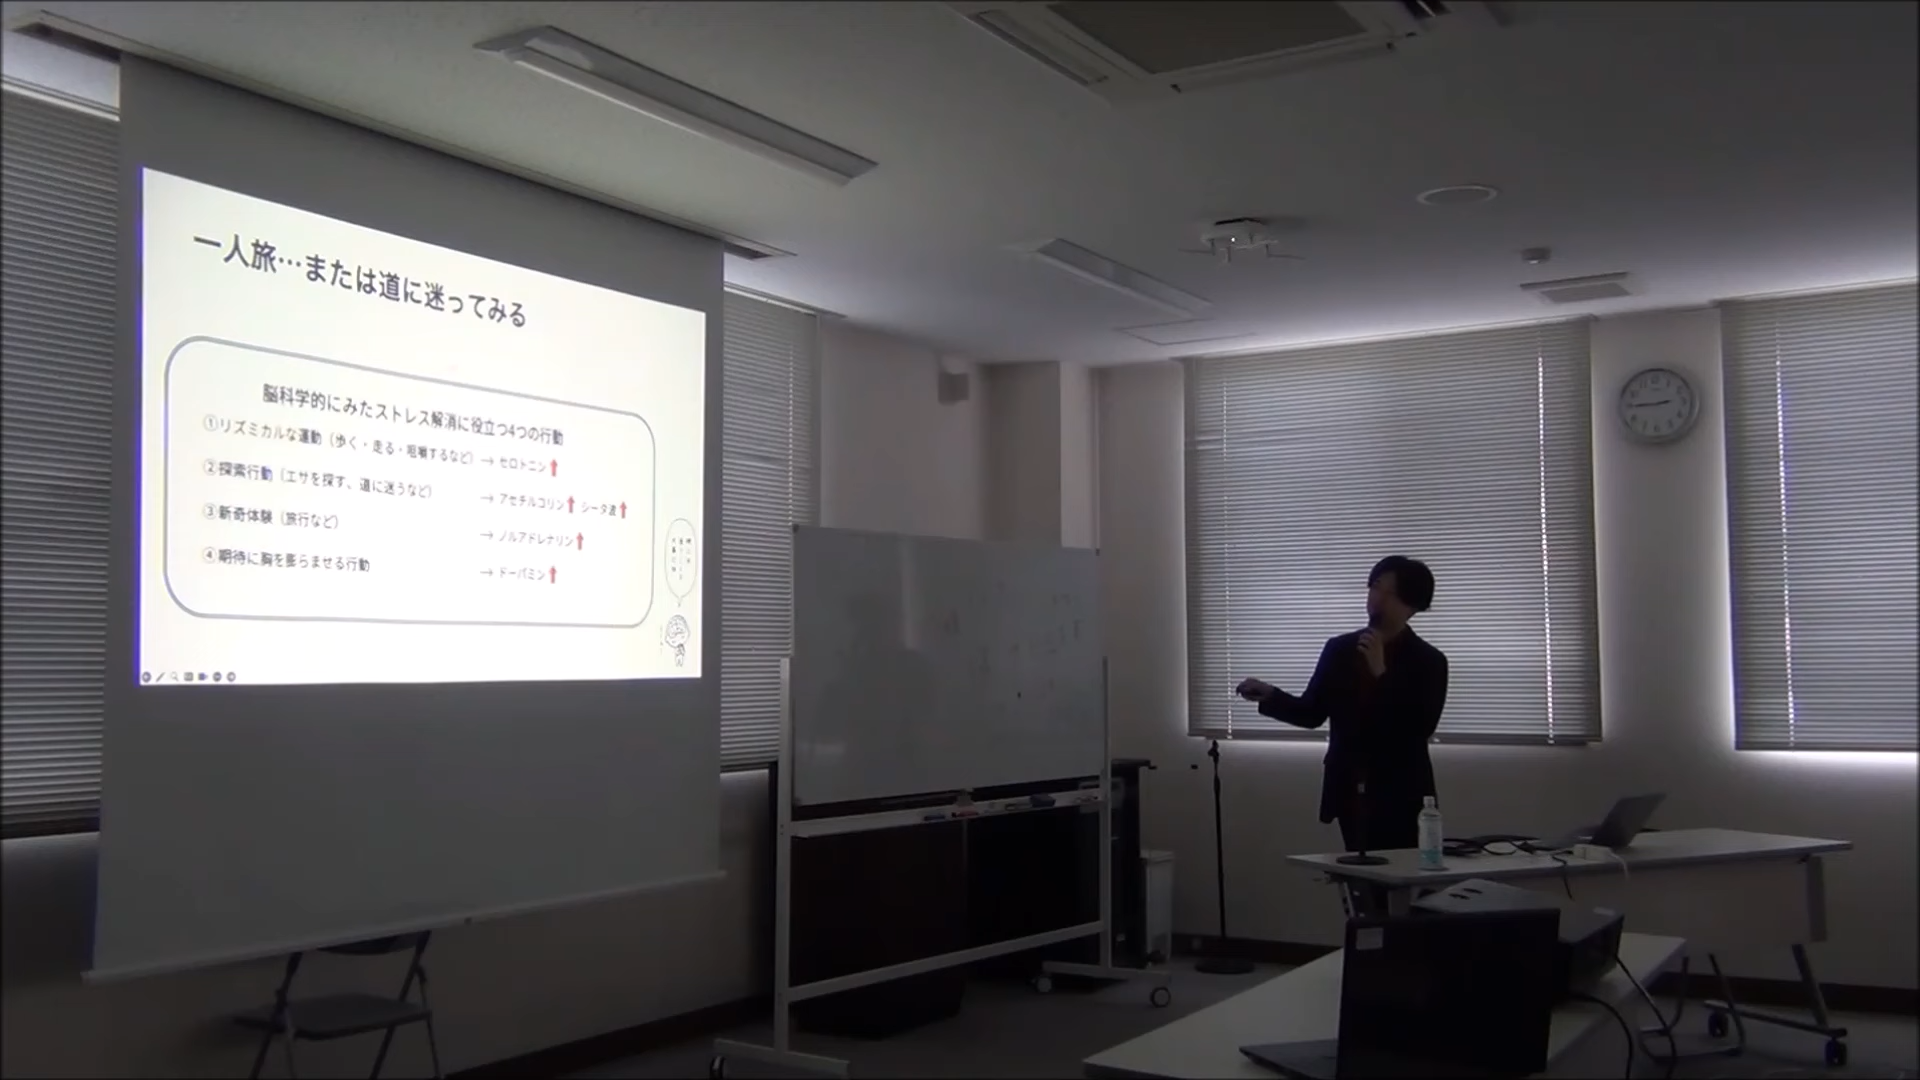 一人旅…または道に迷ってみる
脳科学的にみたストレス解消に役立つ4つの行動
①リズミカルな運動（歩く・走る・咀嚼するなど） → セロトニン⬆
②探索行動（エサを探す、道に迷うなど） → アセチルコリン⬆ シータ波⬆
③新奇体験（旅行など） → ノルアドレナリン⬆
④期待に胸を膨らませる行動 → ドーパミン⬆